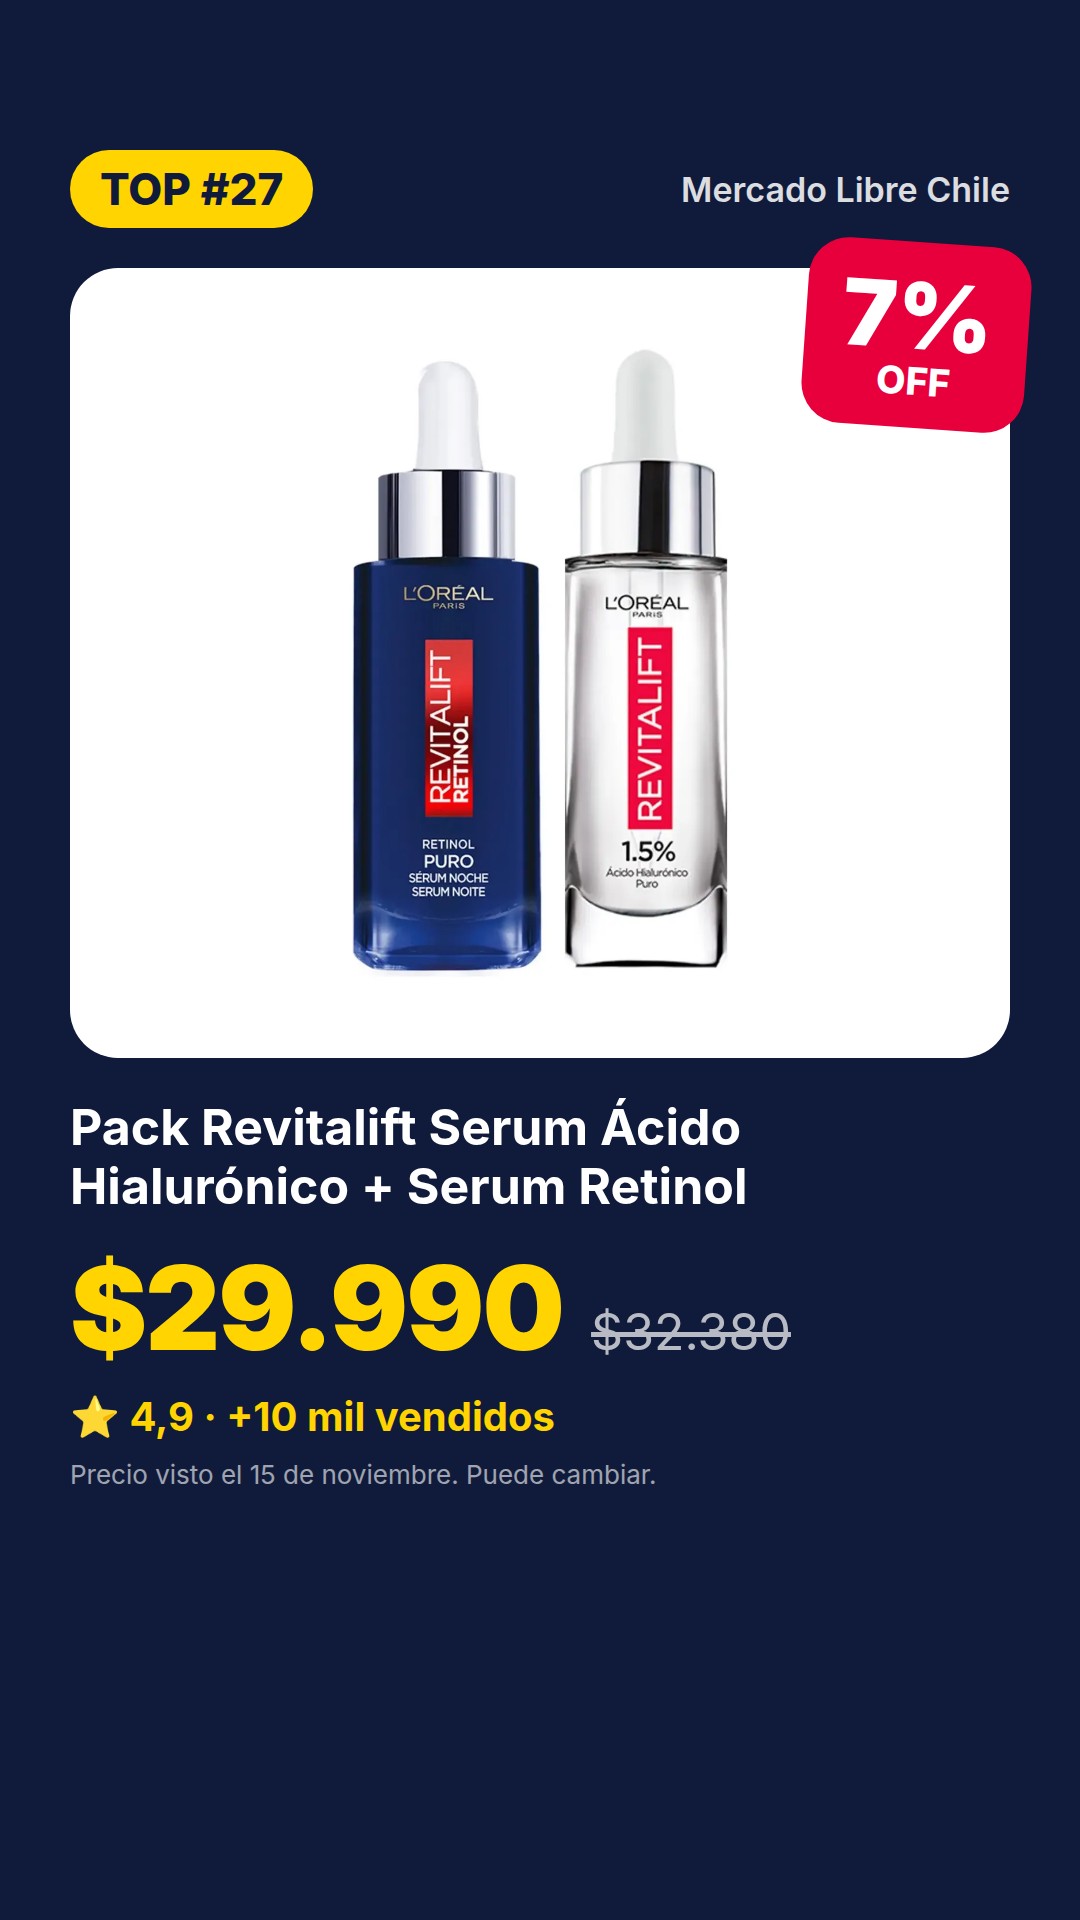 TOP #27
Mercado Libre Chile
7%
OFF
L'ORÉAL
PARIS
REVITALIFT
RETINOL
RETINOL
PURO
SÉRUM NOCHE
SERUM NOITE
L'ORÉAL
PARIS
REVITALIFT
1.5%
Ácido Hialurónico
Puro
Pack Revitalift Serum Ácido
Hialurónico + Serum Retinol
$29.990 $32.380
⭐ 4,9 · +10 mil vendidos
Precio visto el 15 de noviembre. Puede cambiar.